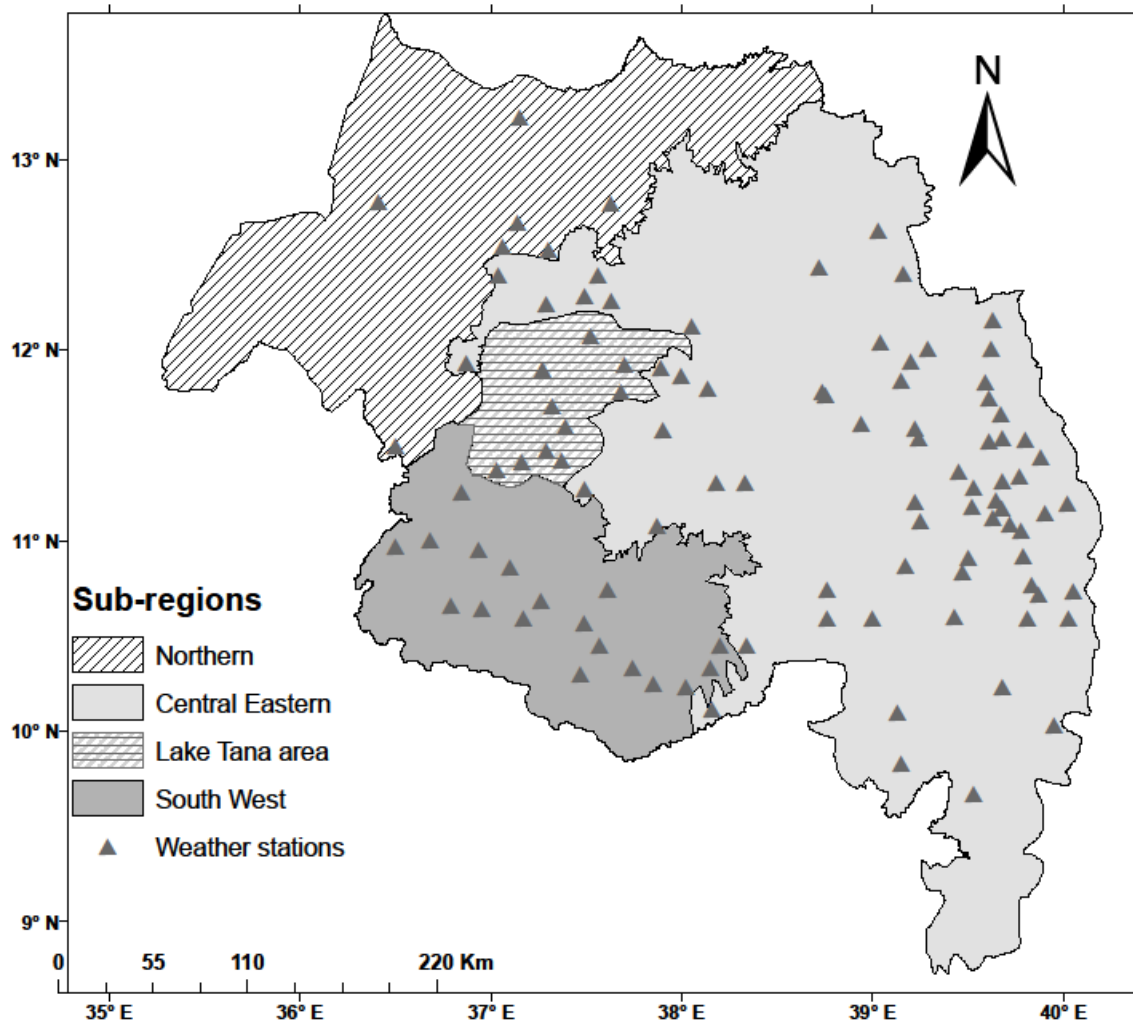 N
13° N
12° N
11° N
10° N
9° N
Sub-regions
Northern
Central Eastern
Lake Tana area
South West
Weather stations
0 55 110 220 Km
35° E 36° E 37° E 38° E 39° E 40° E